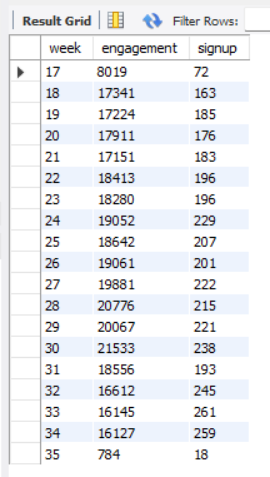 Result Grid Filter Rows:
week engagement signup
17 8019 72
18 17341 163
19 17224 185
20 17911 176
21 17151 183
22 18413 196
23 18280 196
24 19052 229
25 18642 207
26 19061 201
27 19881 222
28 20776 215
29 20067 221
30 21533 238
31 18556 193
32 16612 245
33 16145 261
34 16127 259
35 784 18